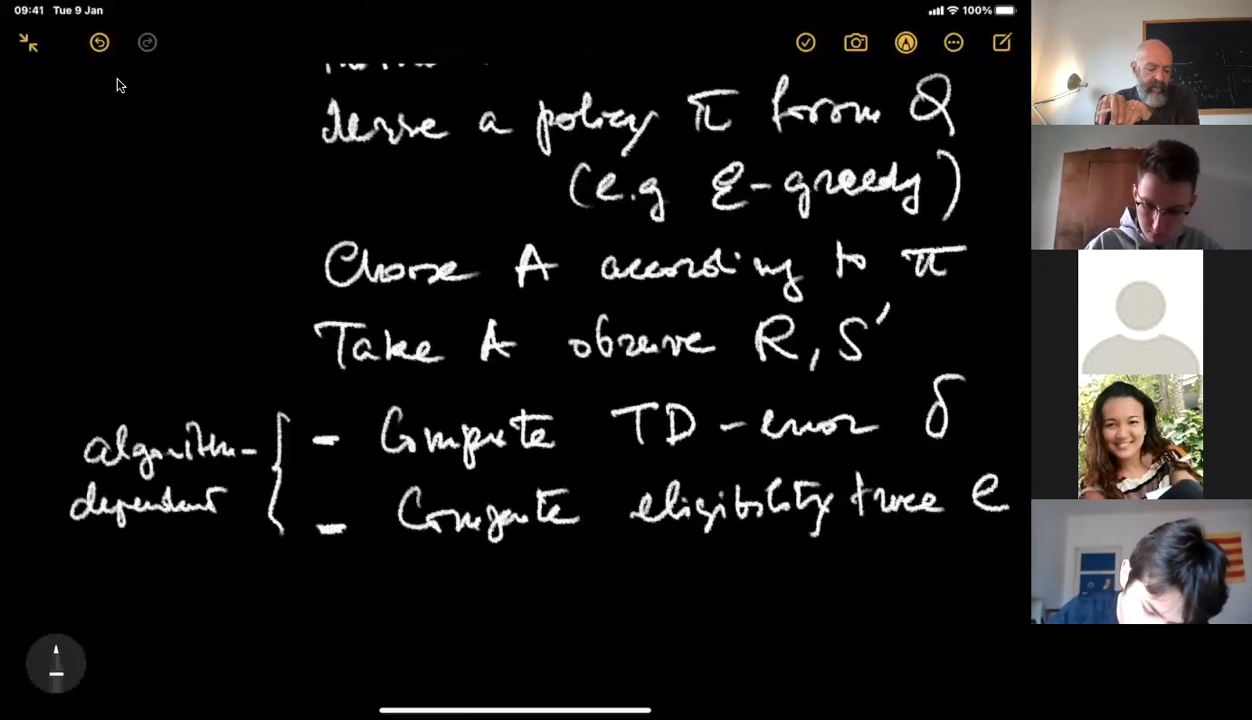 09:41 Tue 9 Jan
100%
derive a policy π from Q
(e.g ε-greedy)
Choose A according to π
Take A observe R, S'
algorithm-
dependant
- Compute TD-error δ
- Compute eligibility trace e